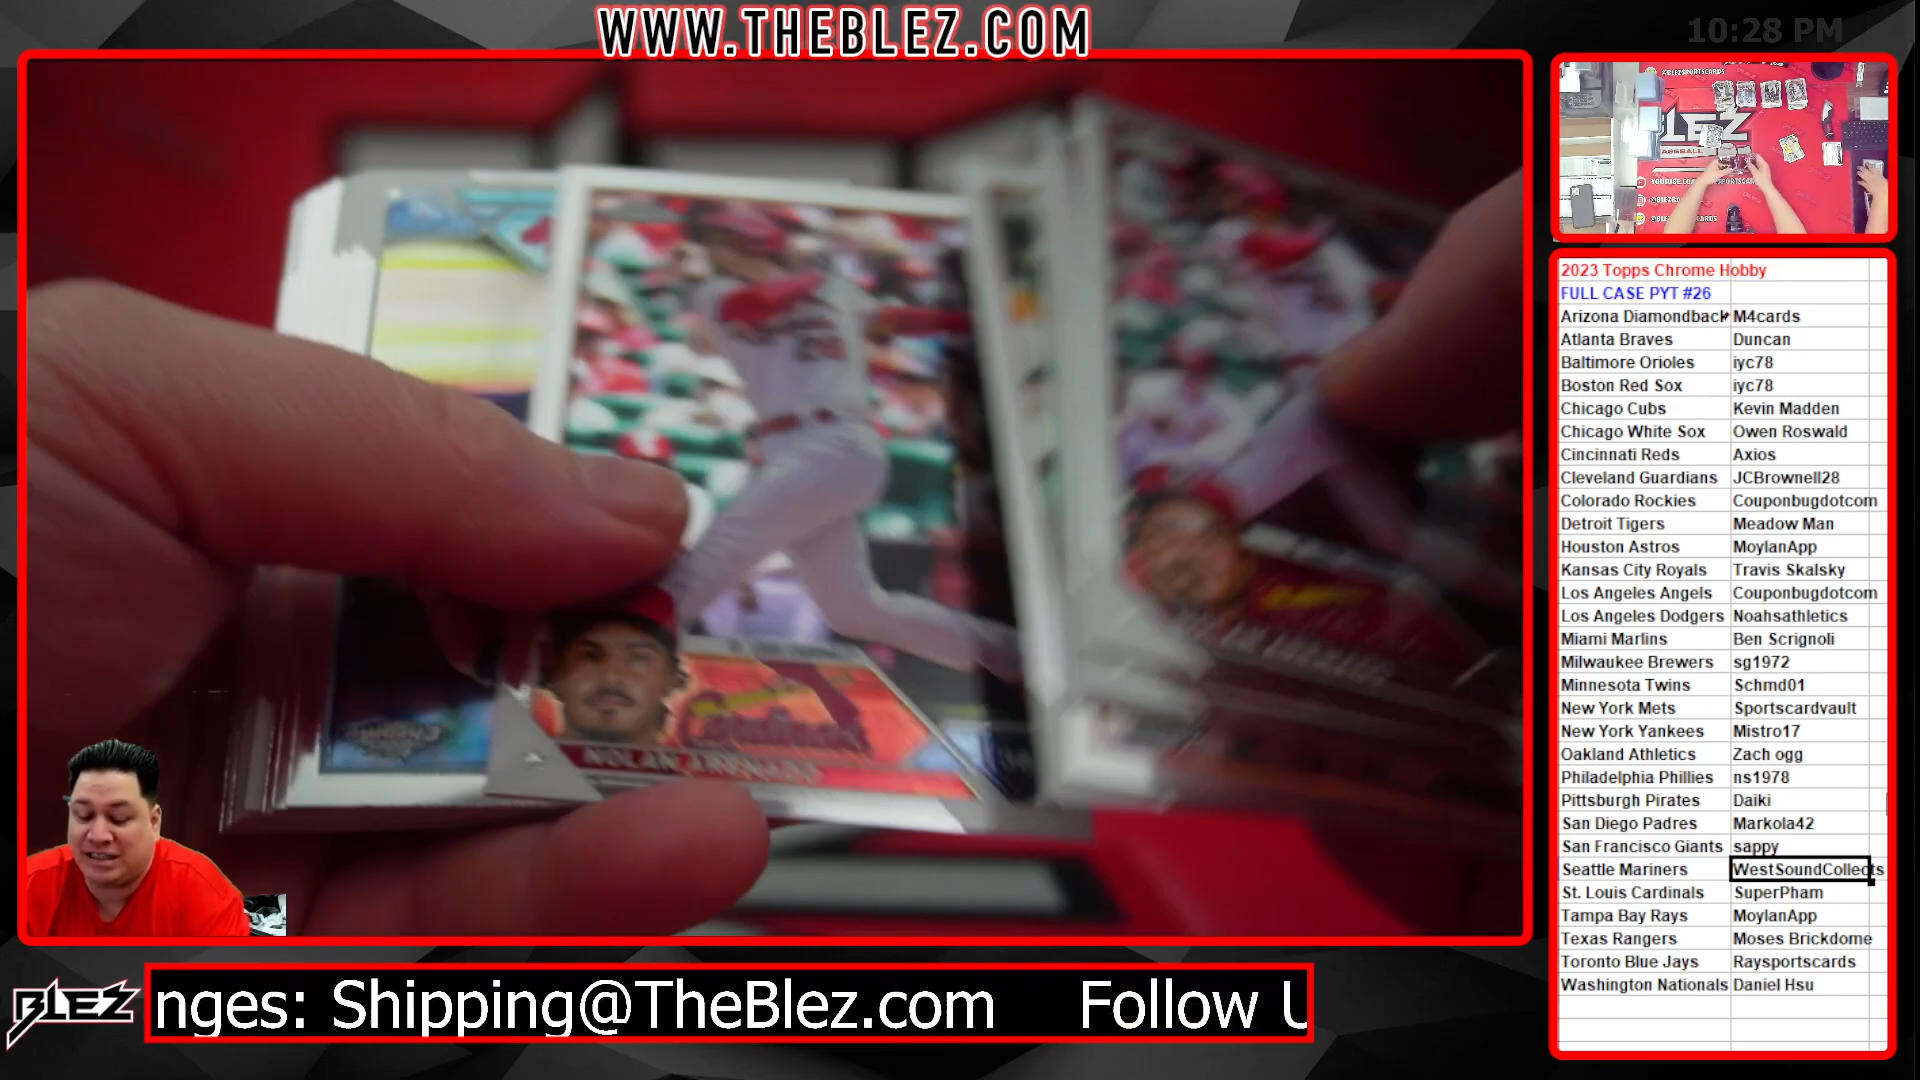 WWW.THEBLEZ.COM
10:28 PM
NOLAN ARENADO
Cardinals
BLEZ
nges: Shipping@TheBlez.com Follow U
2023 Topps Chrome Hobby
FULL CASE PYT #26
Arizona Diamondback M4cards
Atlanta Braves Duncan
Baltimore Orioles iyc78
Boston Red Sox iyc78
Chicago Cubs Kevin Madden
Chicago White Sox Owen Roswald
Cincinnati Reds Axios
Cleveland Guardians JCBrownell28
Colorado Rockies Couponbugdotcom
Detroit Tigers Meadow Man
Houston Astros MoylanApp
Kansas City Royals Travis Skalsky
Los Angeles Angels Couponbugdotcom
Los Angeles Dodgers Noahsathletics
Miami Marlins Ben Scrignoli
Milwaukee Brewers sg1972
Minnesota Twins Schmd01
New York Mets Sportscardvault
New York Yankees Mistro17
Oakland Athletics Zach ogg
Philadelphia Phillies ns1978
Pittsburgh Pirates Daiki
San Diego Padres Markola42
San Francisco Giants sappy
Seattle Mariners WestSoundCollects
St. Louis Cardinals SuperPham
Tampa Bay Rays MoylanApp
Texas Rangers Moses Brickdome
Toronto Blue Jays Raysportscards
Washington Nationals Daniel Hsu